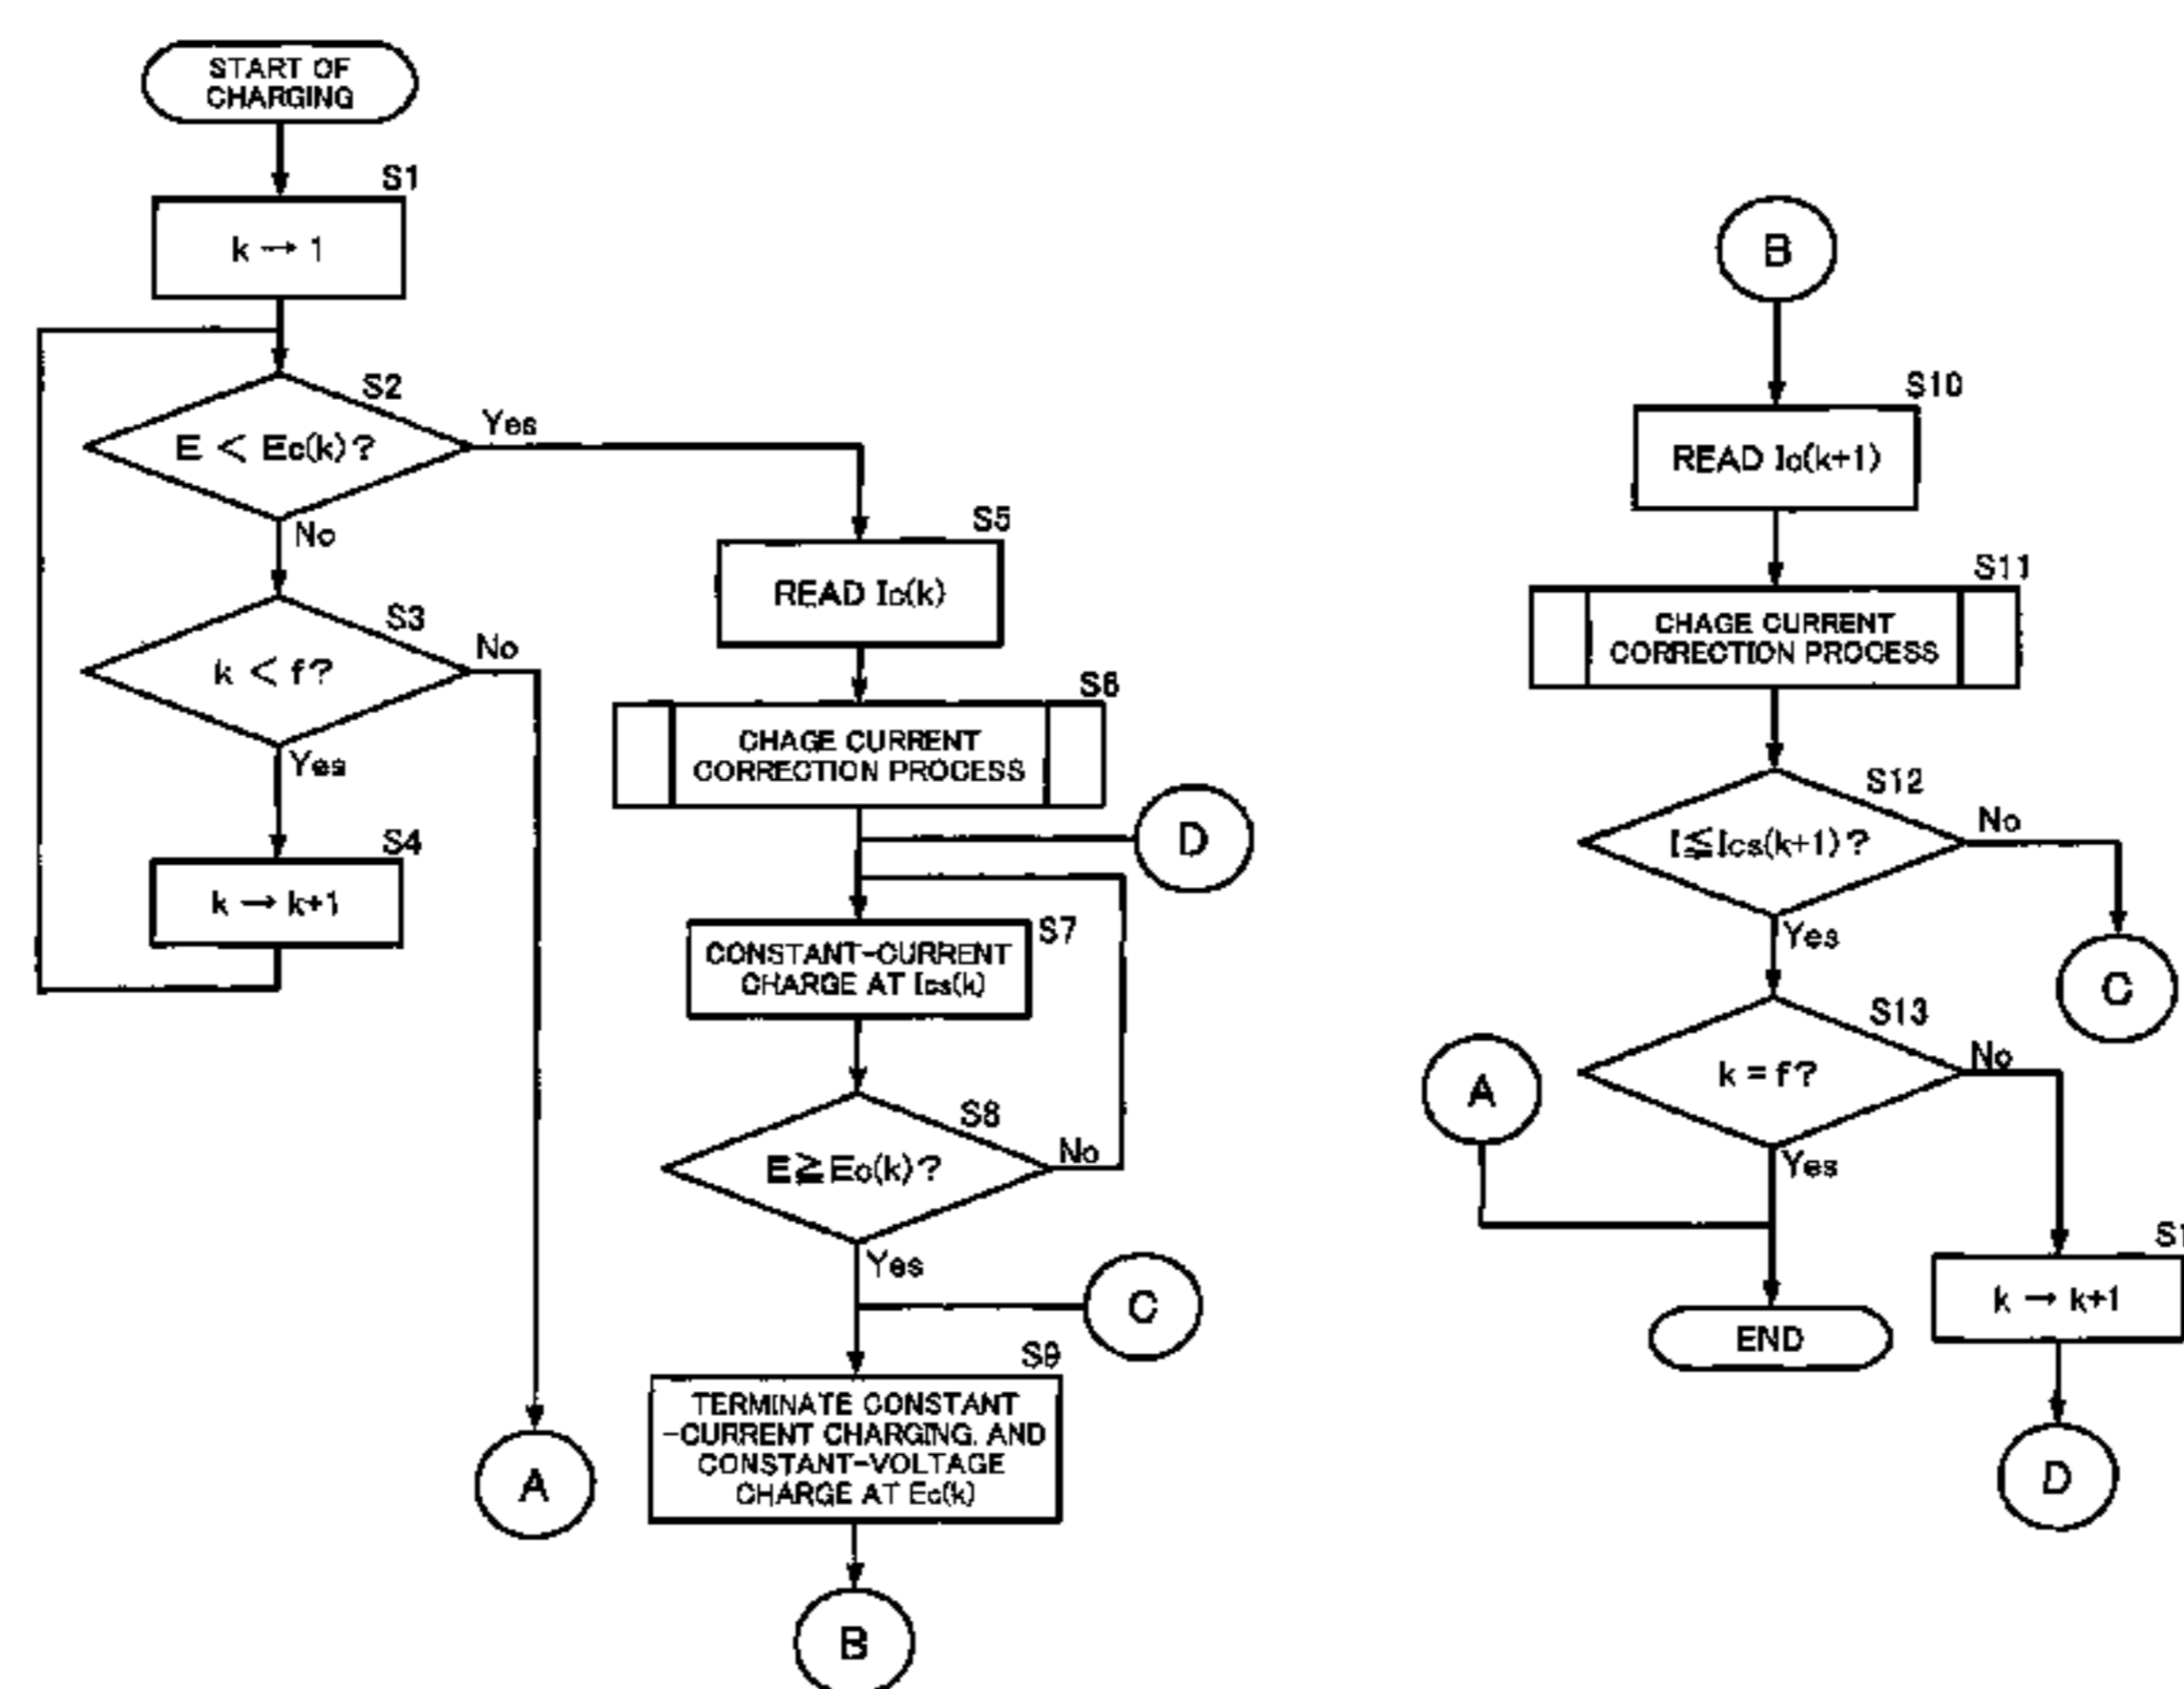 START OF
CHARGING
S1
k → 1
S2
E < Ec(k)?
Yes
No
S3
k < f?
No
Yes
S4
k → k+1
A
S5
READ Ic(k)
S6
CHAGE CURRENT
CORRECTION PROCESS
D
S7
CONSTANT-CURRENT
CHARGE AT Ics(k)
S8
E≧Ec(k)?
No
Yes
C
S9
TERMINATE CONSTANT
-CURRENT CHARGING, AND
CONSTANT-VOLTAGE
CHARGE AT Ec(k)
B
B
S10
READ Ic(k+1)
S11
CHAGE CURRENT
CORRECTION PROCESS
S12
I≦Ics(k+1)?
No
Yes
C
S13
k = f?
No
A
Yes
k → k+1
END
D